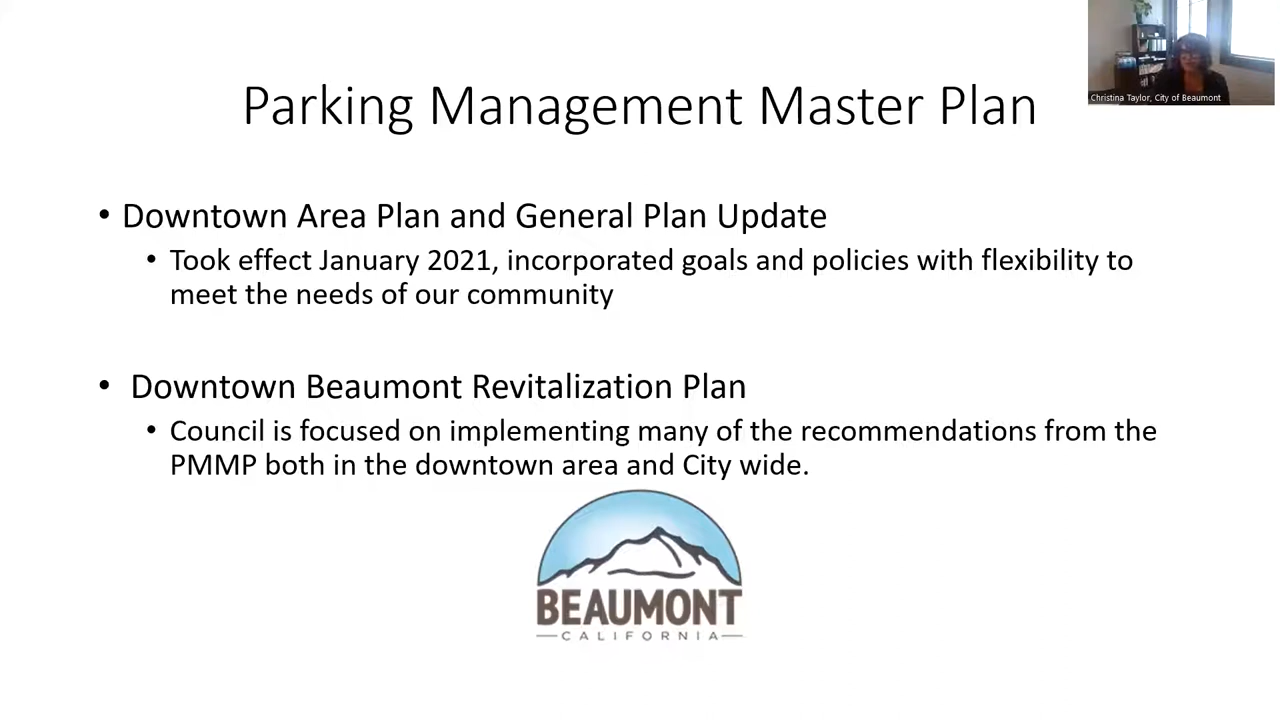 Parking Management Master Plan
Christina Taylor, City of Beaumont
• Downtown Area Plan and General Plan Update
• Took effect January 2021, incorporated goals and policies with flexibility to
meet the needs of our community
• Downtown Beaumont Revitalization Plan
• Council is focused on implementing many of the recommendations from the
PMMP both in the downtown area and City wide.
BEAUMONT
CALIFORNIA